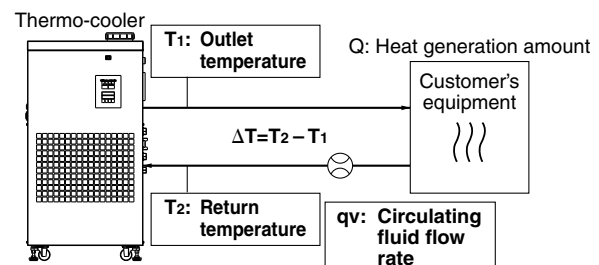 Thermo-cooler
T1: Outlet
temperature
Q: Heat generation amount
Customer's
equipment
ΔT=T2 – T1
T2: Return
temperature
qv: Circulating
fluid flow
rate